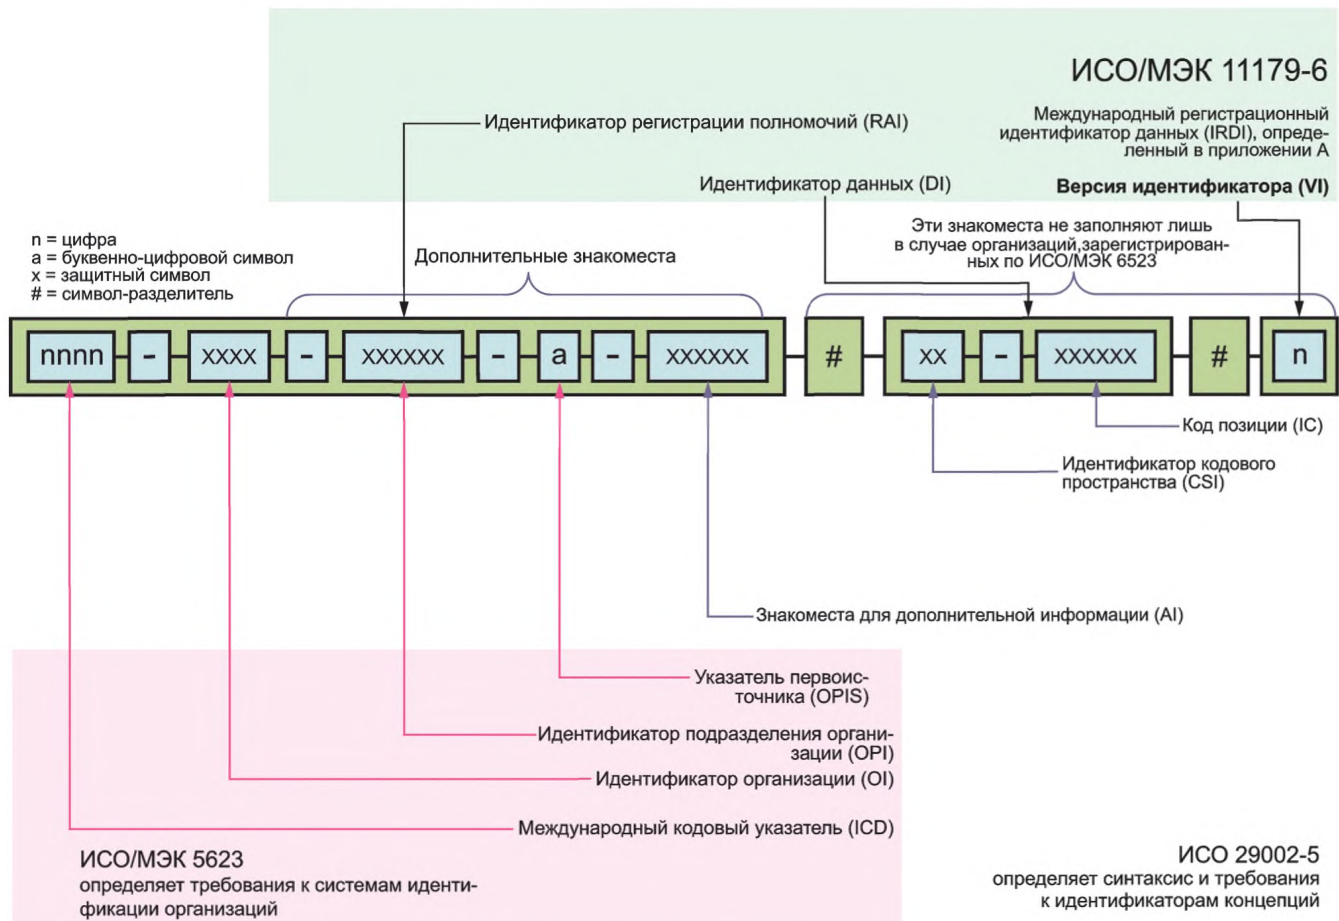 ИСО/МЭК 11179-6
Международный регистрационный
идентификатор данных (IRDI), опреде-
ленный в приложении А
Идентификатор регистрации полномочий (RAI)
Идентификатор данных (DI)
Версия идентификатора (VI)
n = цифра
a = буквенно-цифровой символ
x = защитный символ
# = символ-разделитель
Дополнительные знакоместа
Эти знакоместа не заполняют лишь
в случае организаций,зарегистрирован-
ных по ИСО/МЭК 6523
nnnn - xxxx - xxxxxx - a - xxxxxx # xx - xxxxxx # n
Код позиции (IC)
Идентификатор кодового
пространства (CSI)
Знакоместа для дополнительной информации (AI)
Указатель первоис-
точника (OPIS)
Идентификатор подразделения органи-
зации (OPI)
Идентификатор организации (OI)
Международный кодовый указатель (ICD)
ИСО/МЭК 5623
определяет требования к системам иденти-
фикации организаций
ИСО 29002-5
определяет синтаксис и требования
к идентификаторам концепций